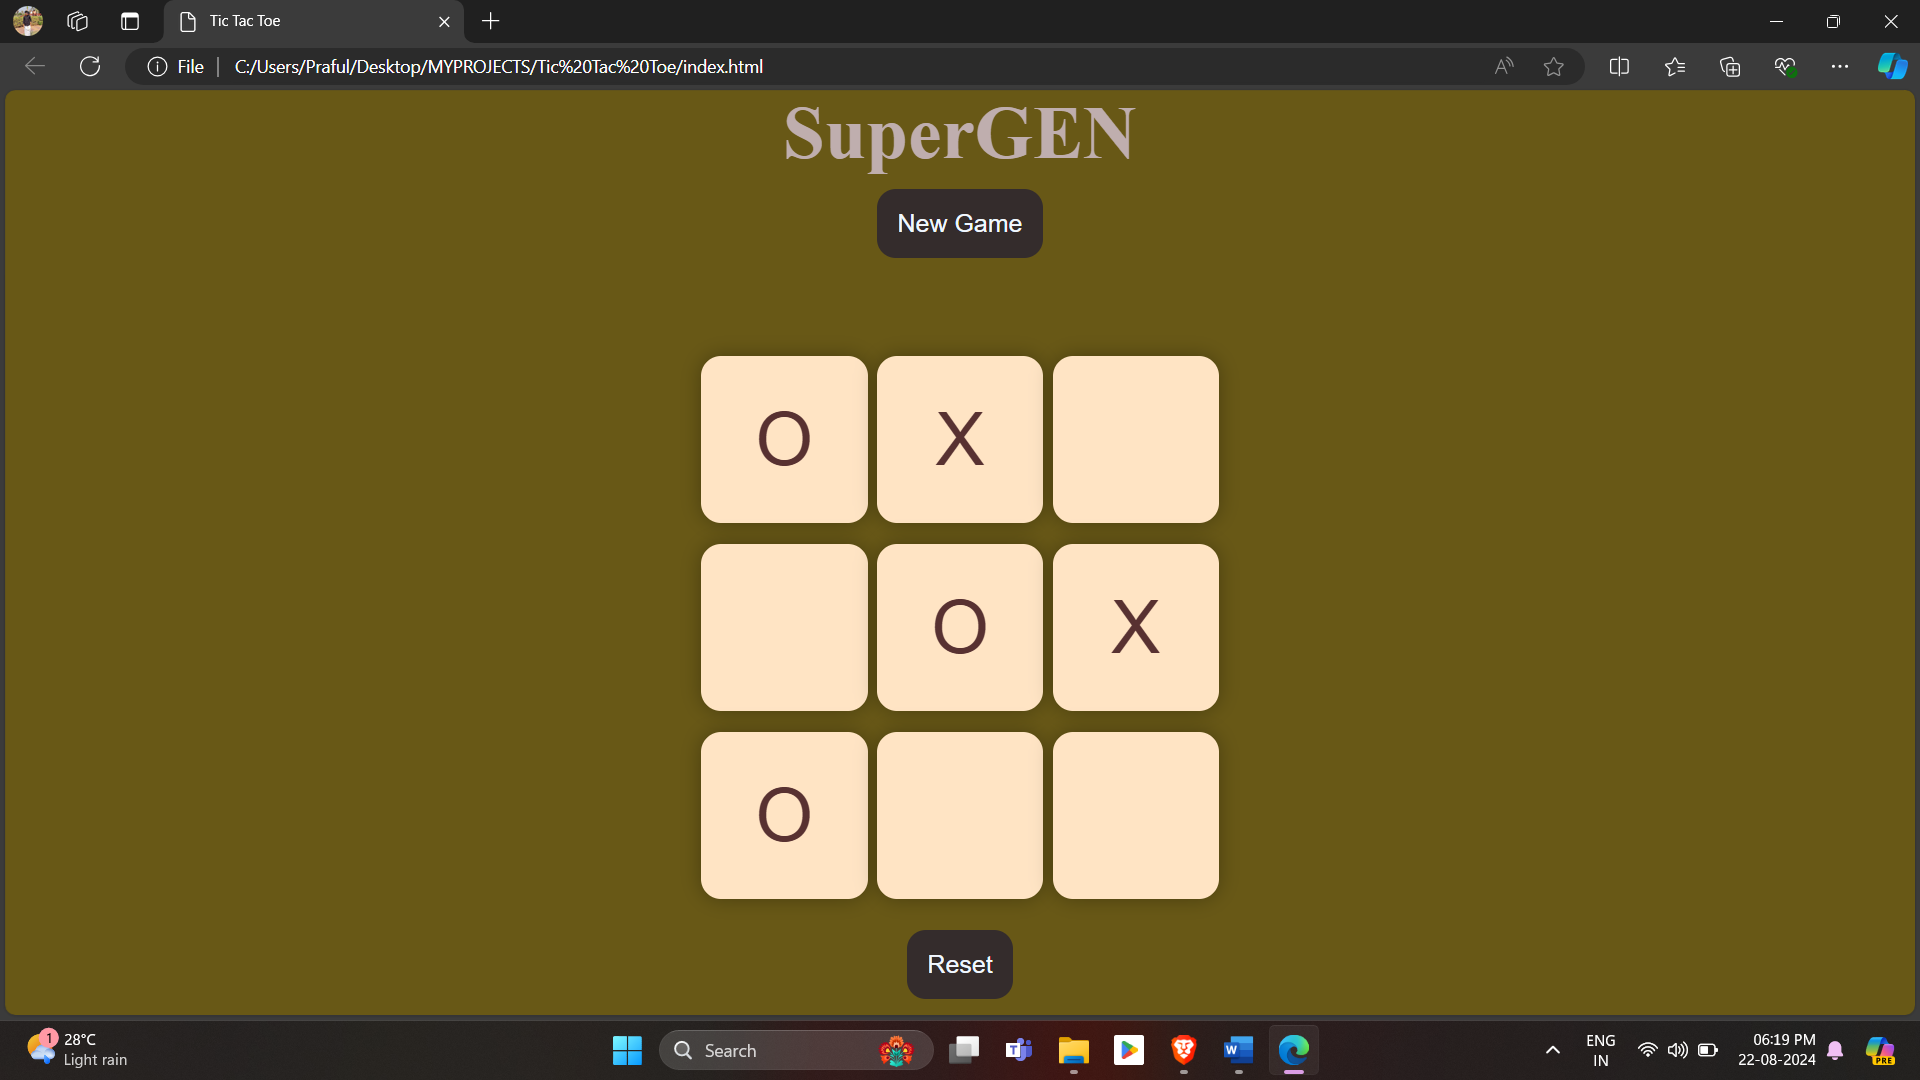 Tic Tac Toe
File C:/Users/Praful/Desktop/MYPROJECTS/Tic%20Tac%20Toe/index.html
SuperGEN
New Game
O X
O X
O
Reset
1 28°C
Light rain
Search
ENG
IN
06:19 PM
22-08-2024
PRE